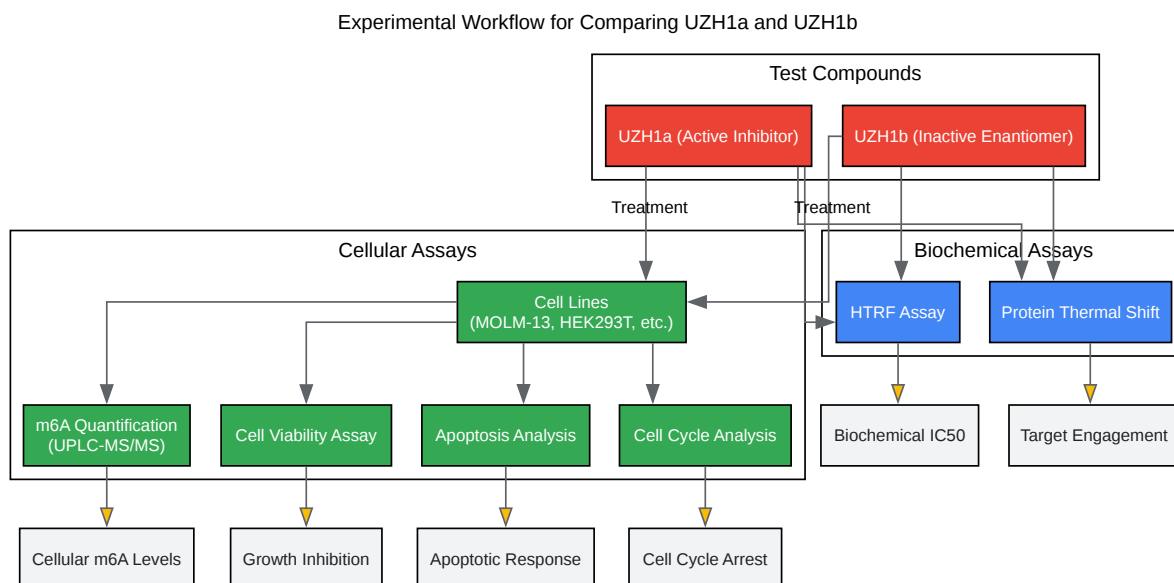 Experimental Workflow for Comparing UZH1a and UZH1b
Test Compounds
UZH1a (Active Inhibitor)
UZH1b (Inactive Enantiomer)
Treatment
Treatment
Cellular Assays
Biochemical Assays
Cell Lines
(MOLM-13, HEK293T, etc.)
HTRF Assay
Protein Thermal Shift
m6A Quantification
(UPLC-MS/MS)
Cell Viability Assay
Apoptosis Analysis
Cell Cycle Analysis
Biochemical IC50
Target Engagement
Cellular m6A Levels
Growth Inhibition
Apoptotic Response
Cell Cycle Arrest